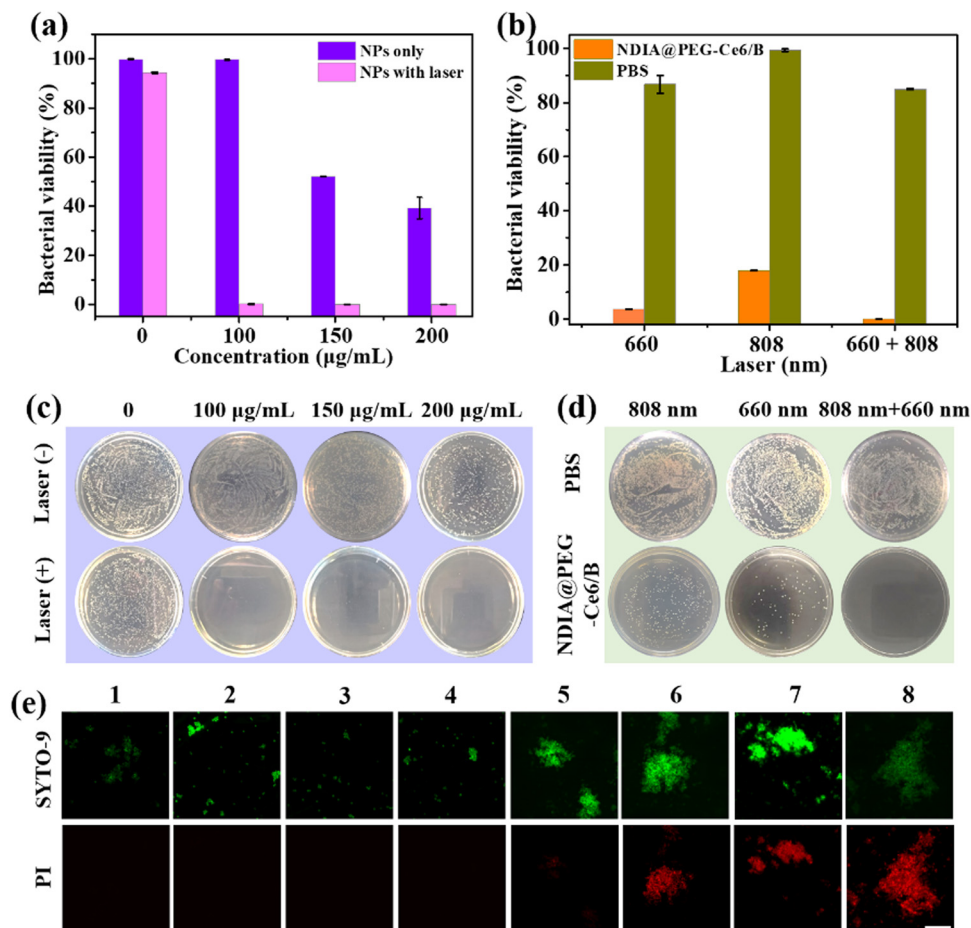 (a)
NPs only
NPs with laser
Bacterial viability (%)
100
80
60
40
20
0
0 100 150 200
Concentration (μg/mL)
(b)
NDIA@PEG-Ce6/B
PBS
Bacterial viability (%)
100
80
60
40
20
0
660 808 660 + 808
Laser (nm)
(c)
0 100 μg/mL 150 μg/mL 200 μg/mL
Laser (-)
Laser (+)
(d)
808 nm 660 nm 808 nm+660 nm
PBS
NDIA@PEG
-Ce6/B
(e)
1 2 3 4 5 6 7 8
SYTO-9
PI